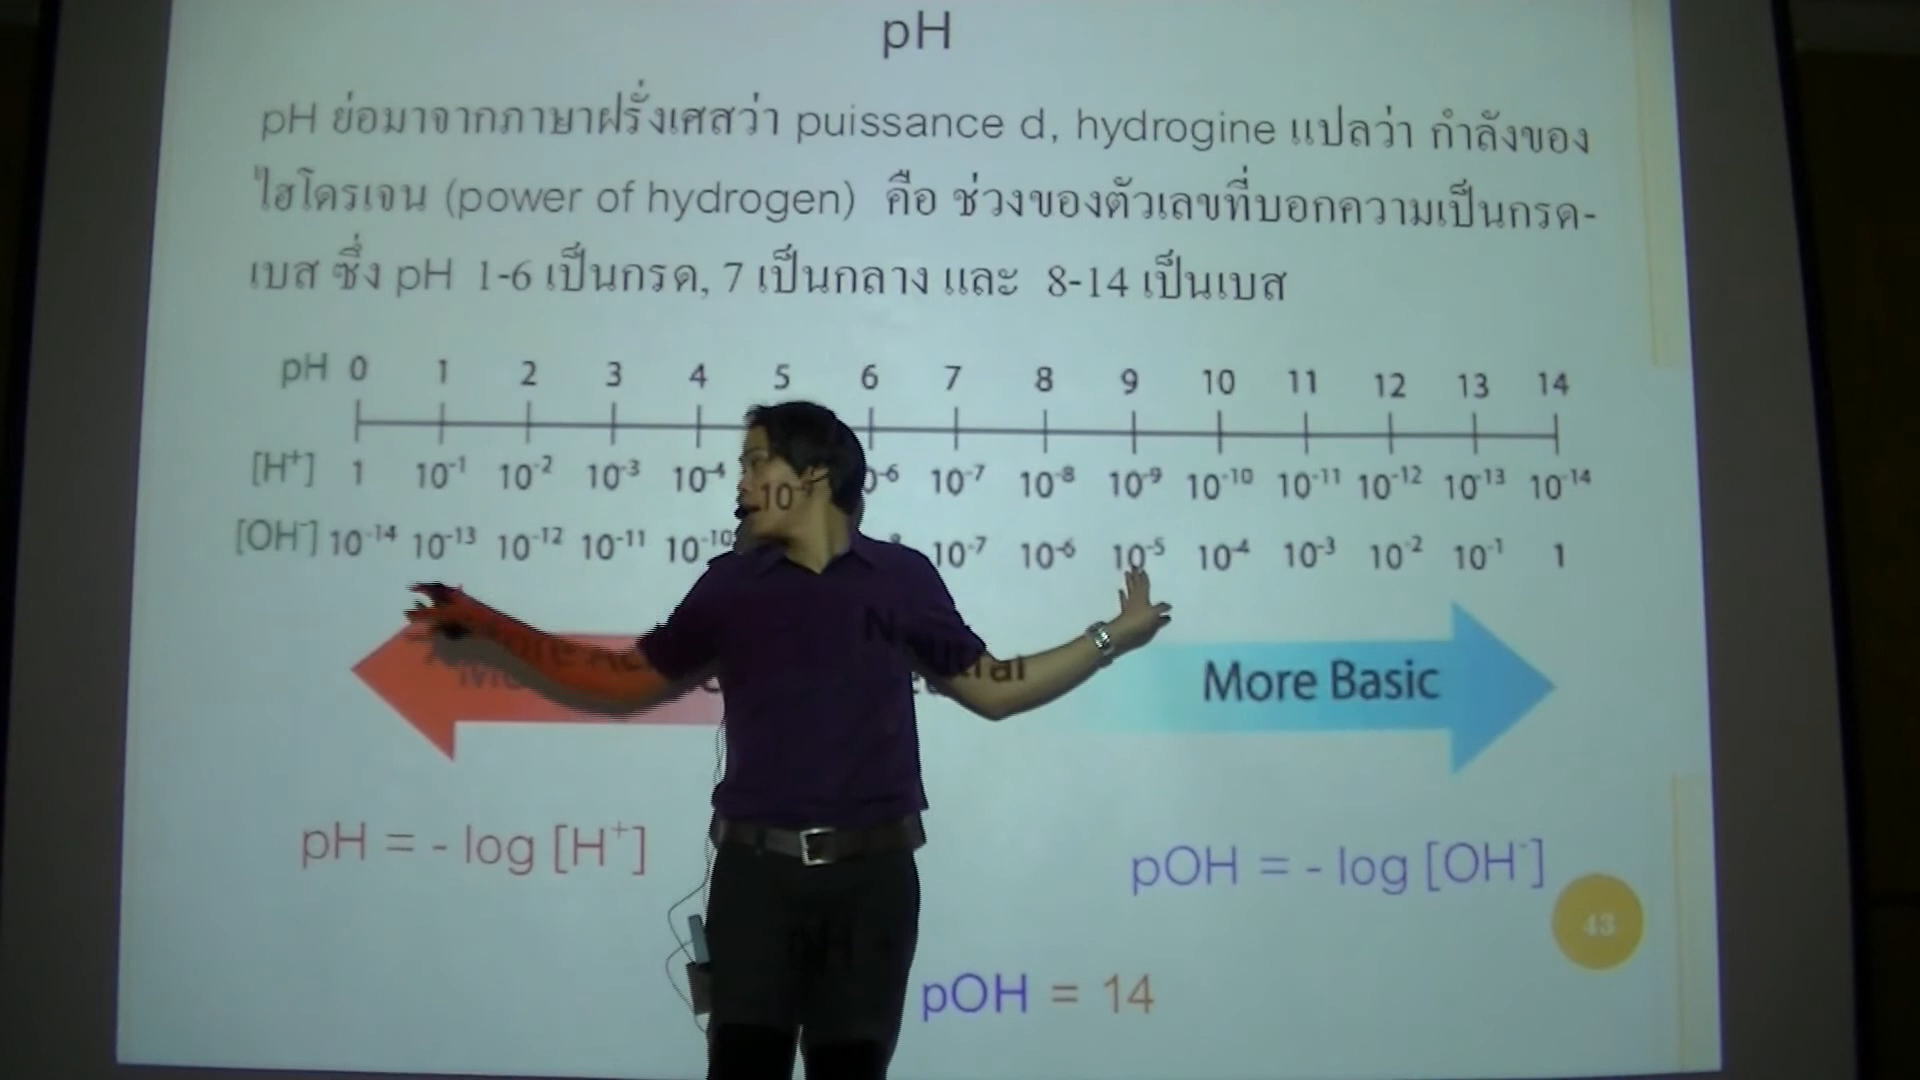 pH
pH ย่อมาจากภาษาฝรั่งเศสว่า puissance d, hydrogine แปลว่า กำลังของ
ไฮโดรเจน (power of hydrogen) คือ ช่วงของตัวเลขที่บอกความเป็นกรด-
เบส ซึ่ง pH 1-6 เป็นกรด, 7 เป็นกลาง และ 8-14 เป็นเบส
pH 0 1 2 3 4 5 6 7 8 9 10 11 12 13 14
[H⁺] 1 10⁻¹ 10⁻² 10⁻³ 10⁻⁴ 10⁻⁶ 10⁻⁷ 10⁻⁸ 10⁻⁹ 10⁻¹⁰ 10⁻¹¹ 10⁻¹² 10⁻¹³ 10⁻¹⁴
[OH⁻] 10⁻¹⁴ 10⁻¹³ 10⁻¹² 10⁻¹¹ 10⁻¹⁰ 10⁻⁷ 10⁻⁶ 10⁻⁵ 10⁻⁴ 10⁻³ 10⁻² 10⁻¹ 1
More Neutral More Basic
pH = - log [H⁺] pOH = - log [OH⁻]
43
pH pOH = 14